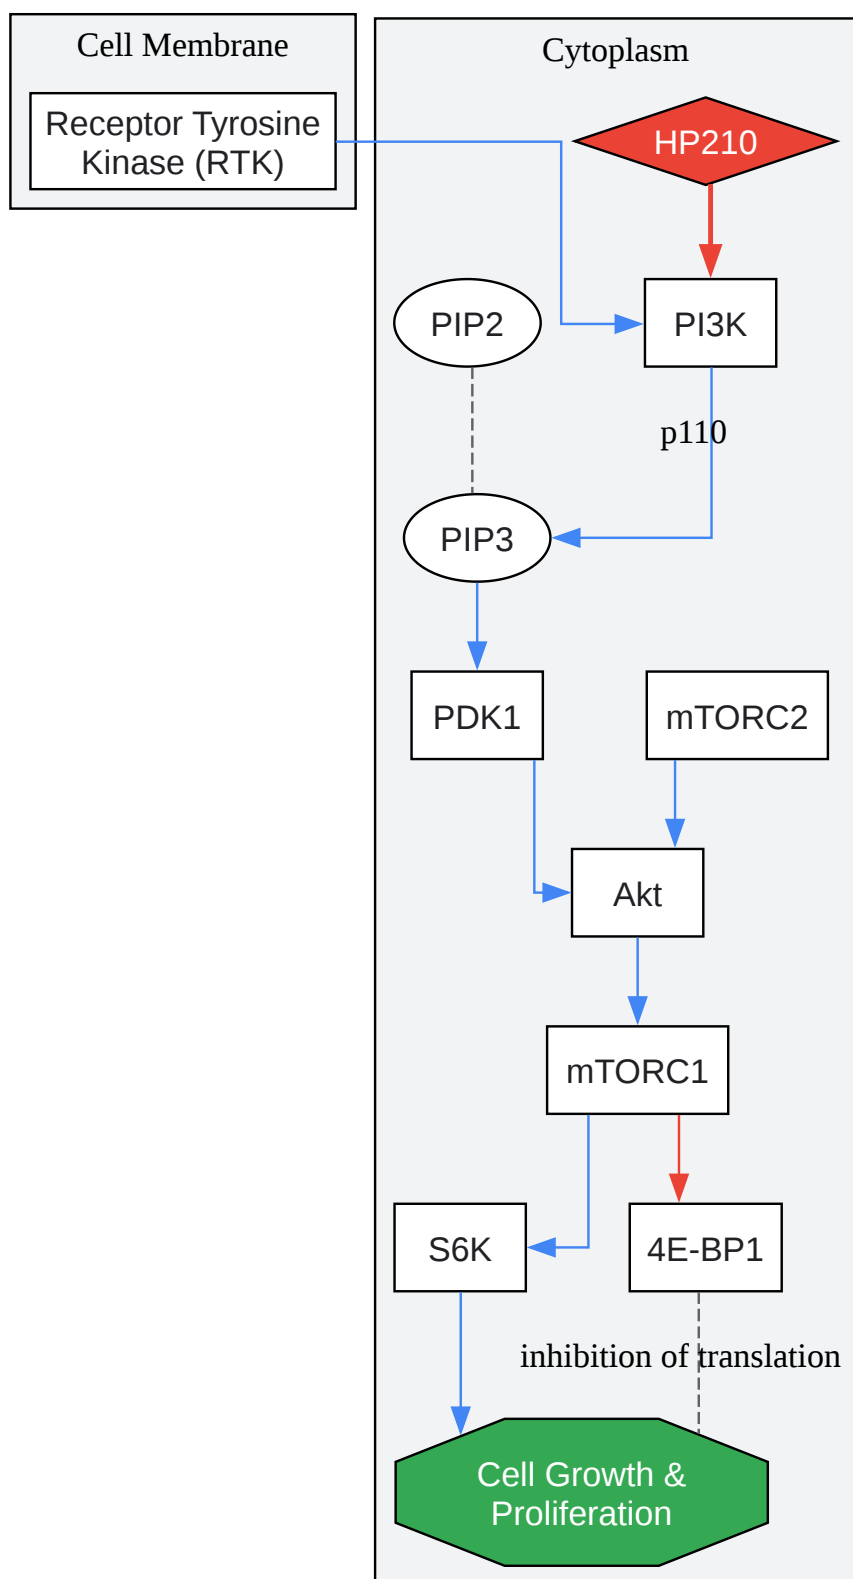 Cell Membrane
Cytoplasm
Receptor Tyrosine
Kinase (RTK)
HP210
PIP2
PI3K
p110
PIP3
PDK1
mTORC2
Akt
mTORC1
S6K
4E-BP1
inhibition of translation
Cell Growth &
Proliferation